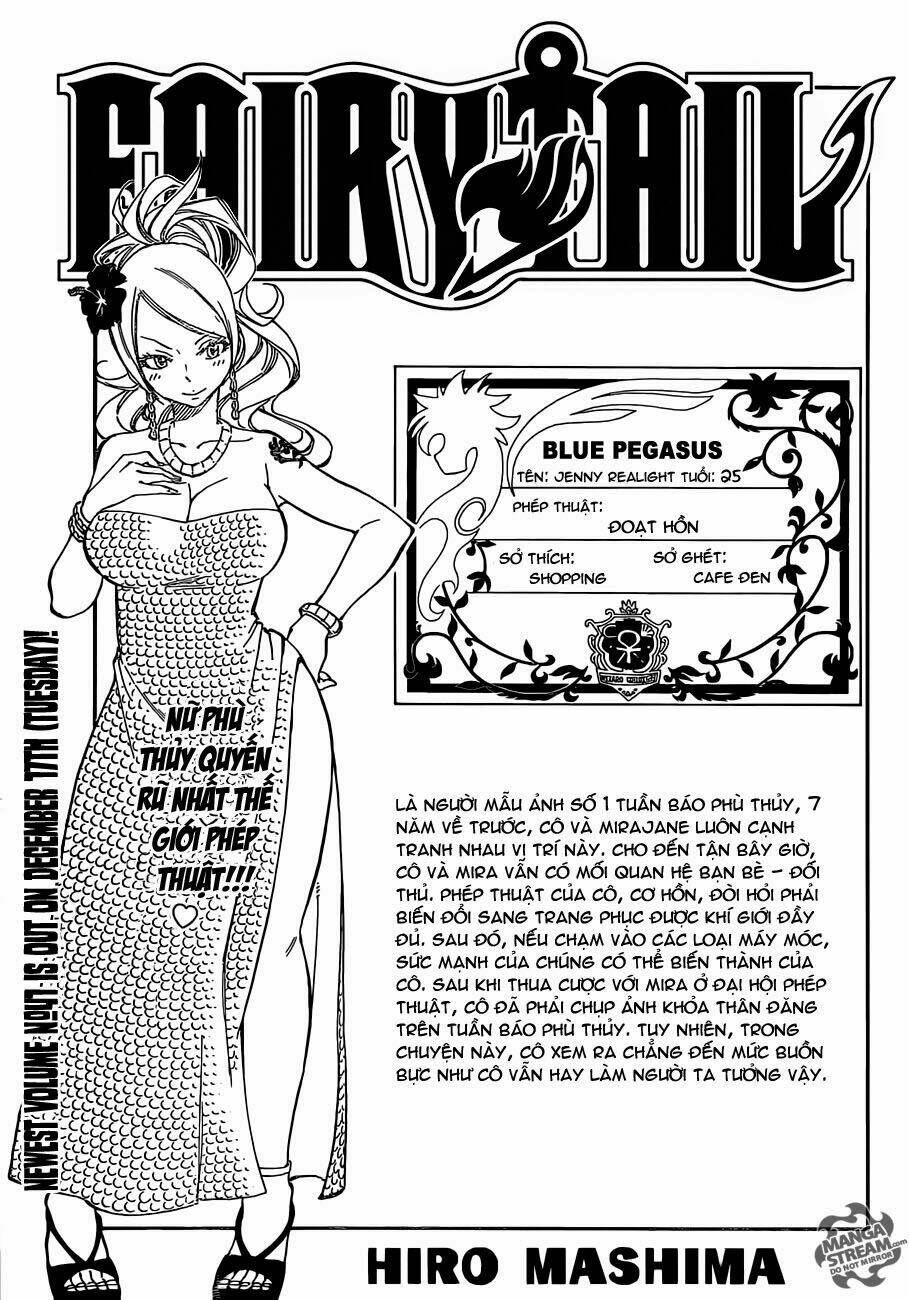 FAIRY TAIL
BLUE PEGASUS
TÊN: JENNY REALIGHT TUỔI: 25
PHÉP THUẬT:
ĐOẠT HỒN
SỞ THÍCH:
SHOPPING
SỞ GHÉT:
CAFE ĐEN
NỮ PHÙ
THỦY QUYẾN
RŨ NHẤT THẾ
GIỚI PHÉP
THUẬT!!!
LÀ NGƯỜI MẪU ẢNH SỐ 1 TUẦN BÁO PHÙ THỦY, 7
NĂM VỀ TRƯỚC, CÔ VÀ MIRAJANE LUÔN CẠNH
TRANH NHAU VỊ TRÍ NÀY. CHO ĐẾN TẬN BÂY GIỜ,
CÔ VÀ MIRA VẪN CÓ MỐI QUAN HỆ BẠN BÈ - ĐỐI
THỦ. PHÉP THUẬT CỦA CÔ, CƠ HỒN, ĐÒI HỎI PHẢI
BIẾN ĐỔI SANG TRANG PHỤC ĐƯỢC KHÍ GIỚI ĐẦY
ĐỦ. SAU ĐÓ, NẾU CHẠM VÀO CÁC LOẠI MÁY MÓC,
SỨC MẠNH CỦA CHÚNG CÓ THỂ BIẾN THÀNH CỦA
CÔ. SAU KHI THUA CƯỢC VỚI MIRA Ở ĐẠI HỘI PHÉP
THUẬT, CÔ ĐÃ PHẢI CHỤP ẢNH KHỎA THÂN ĐĂNG
TRÊN TUẦN BÁO PHÙ THỦY. TUY NHIÊN, TRONG
CHUYỆN NÀY, CÔ XEM RA CHẲNG ĐẾN MỨC BUỒN
BỰC NHƯ CÔ VẪN HAY LÀM NGƯỜI TA TƯỞNG VẬY.
NEWEST VOLUME NO47 IS OUT ON DECEMBER 17TH (TUESDAY)!
HIRO MASHIMA
MANGA
STREAM.com
DO NOT MIRROR!